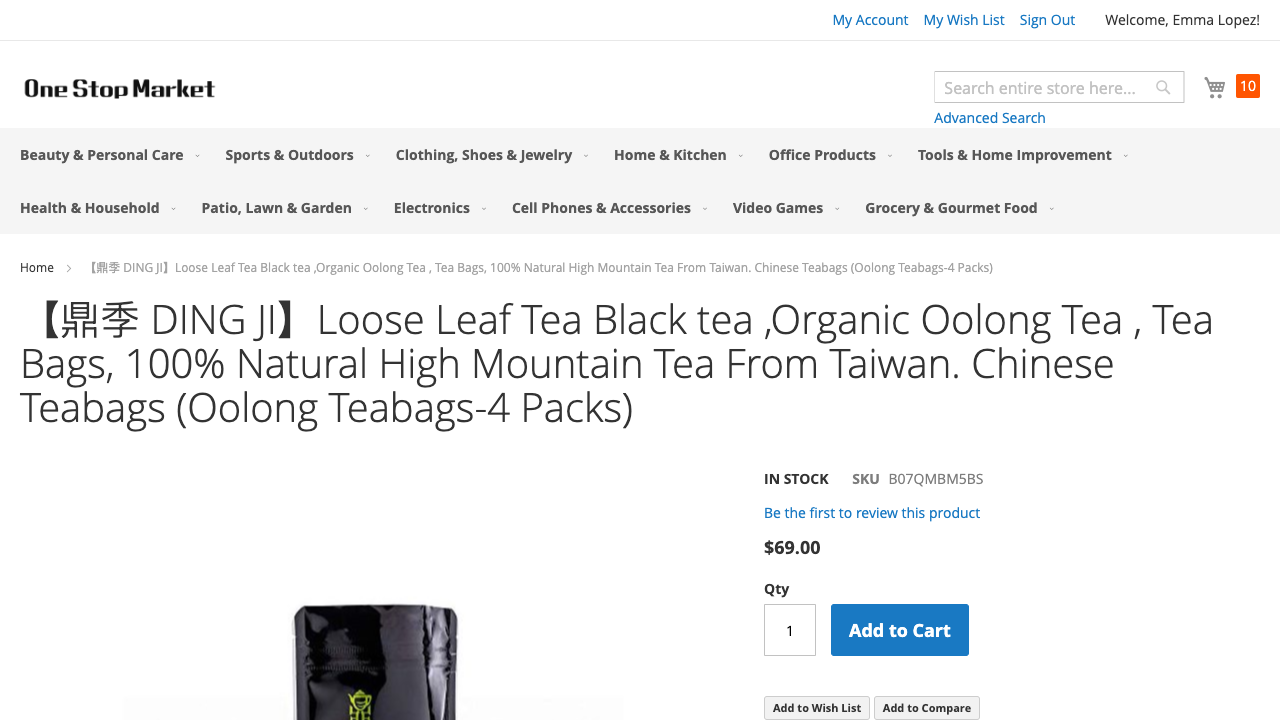 My Account My Wish List Sign Out Welcome, Emma Lopez!
One Stop Market
Search entire store here...
10
Advanced Search
Beauty & Personal Care Sports & Outdoors Clothing, Shoes & Jewelry Home & Kitchen Office Products Tools & Home Improvement
Health & Household Patio, Lawn & Garden Electronics Cell Phones & Accessories Video Games Grocery & Gourmet Food
Home 【鼎季 DING JI】Loose Leaf Tea Black tea ,Organic Oolong Tea , Tea Bags, 100% Natural High Mountain Tea From Taiwan. Chinese Teabags (Oolong Teabags-4 Packs)
【鼎季 DING JI】Loose Leaf Tea Black tea ,Organic Oolong Tea , Tea
Bags, 100% Natural High Mountain Tea From Taiwan. Chinese
Teabags (Oolong Teabags-4 Packs)
IN STOCK SKU B07QMBM5BS
Be the first to review this product
$69.00
Qty
1
Add to Cart
Add to Wish List Add to Compare